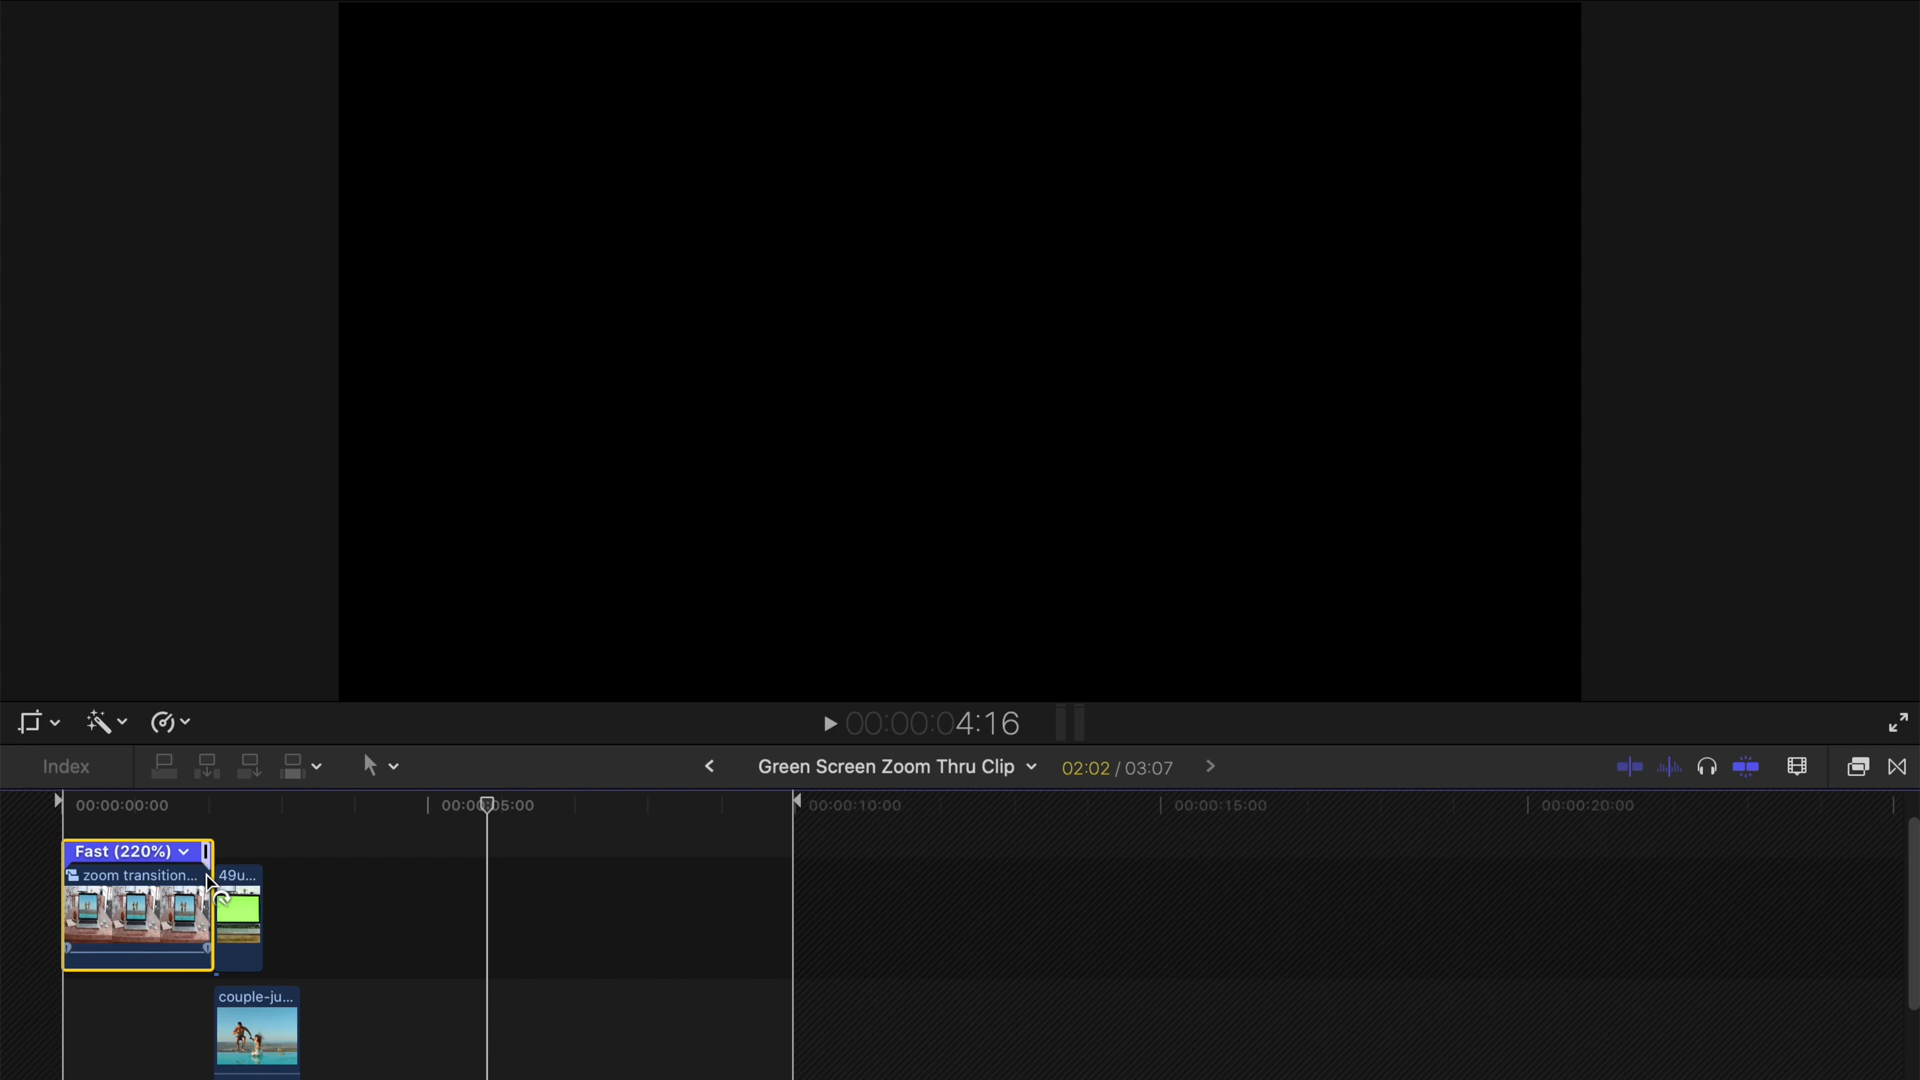 00:00:04:16
Index
Green Screen Zoom Thru Clip
02:02 / 03:07
00:00:00:00
00:00:05:00
00:00:10:00
00:00:15:00
00:00:20:00
Fast (220%)
zoom transition...
49u...
couple-ju...